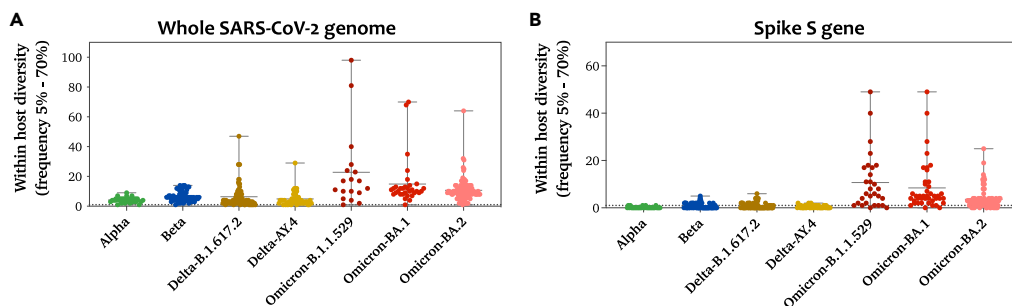 A
Whole SARS-CoV-2 genome
Within host diversity
(frequency 5% - 70%)
100
80
60
40
20
0
Alpha
Beta
Delta-B.1.617.2
Delta-AY.4
Omicron-B.1.1.529
Omicron-BA.1
Omicron-BA.2
B
Spike S gene
Within host diversity
(frequency 5% - 70%)
60
40
20
0
Alpha
Beta
Delta-B.1.617.2
Delta-AY.4
Omicron-B.1.1.529
Omicron-BA.1
Omicron-BA.2